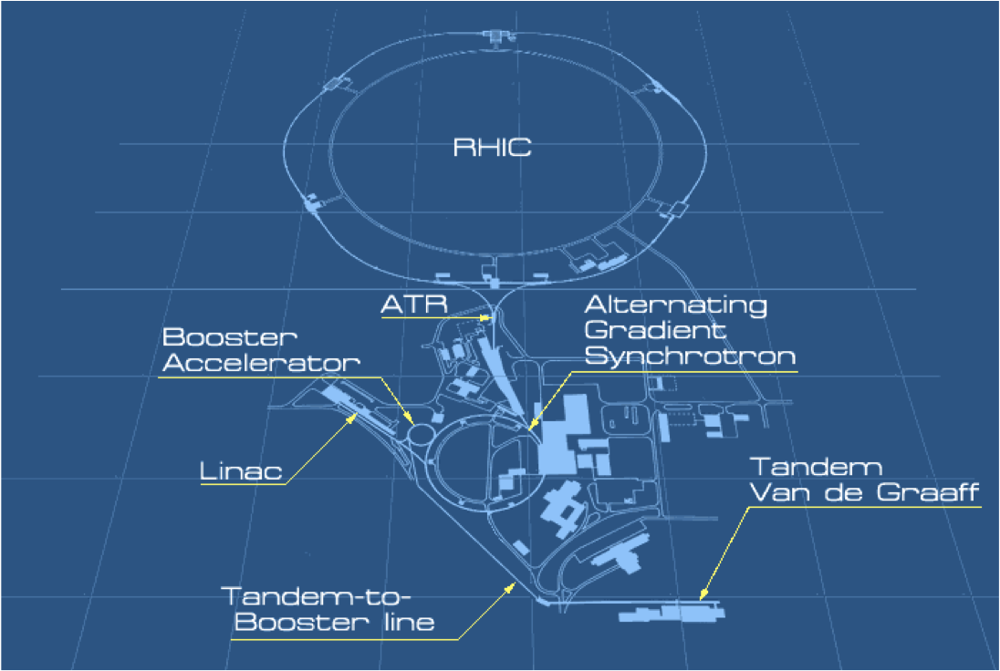 RHIC
ATR
Alternating
Gradient
Synchrotron
Booster
Accelerator
Linac
Tandem
Van de Graaff
Tandem-to-
Booster line